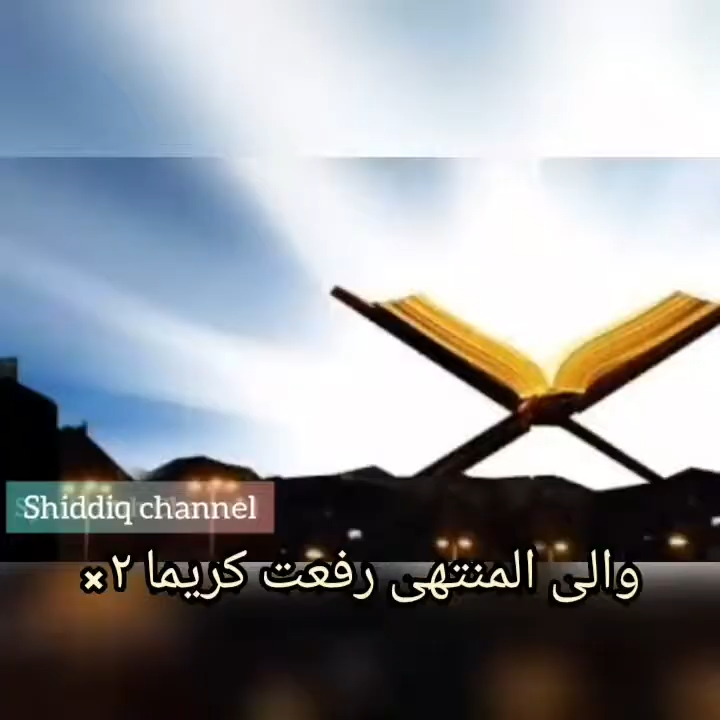 Shiddiq channel
والى المنتهى رفعت كريما ٢×